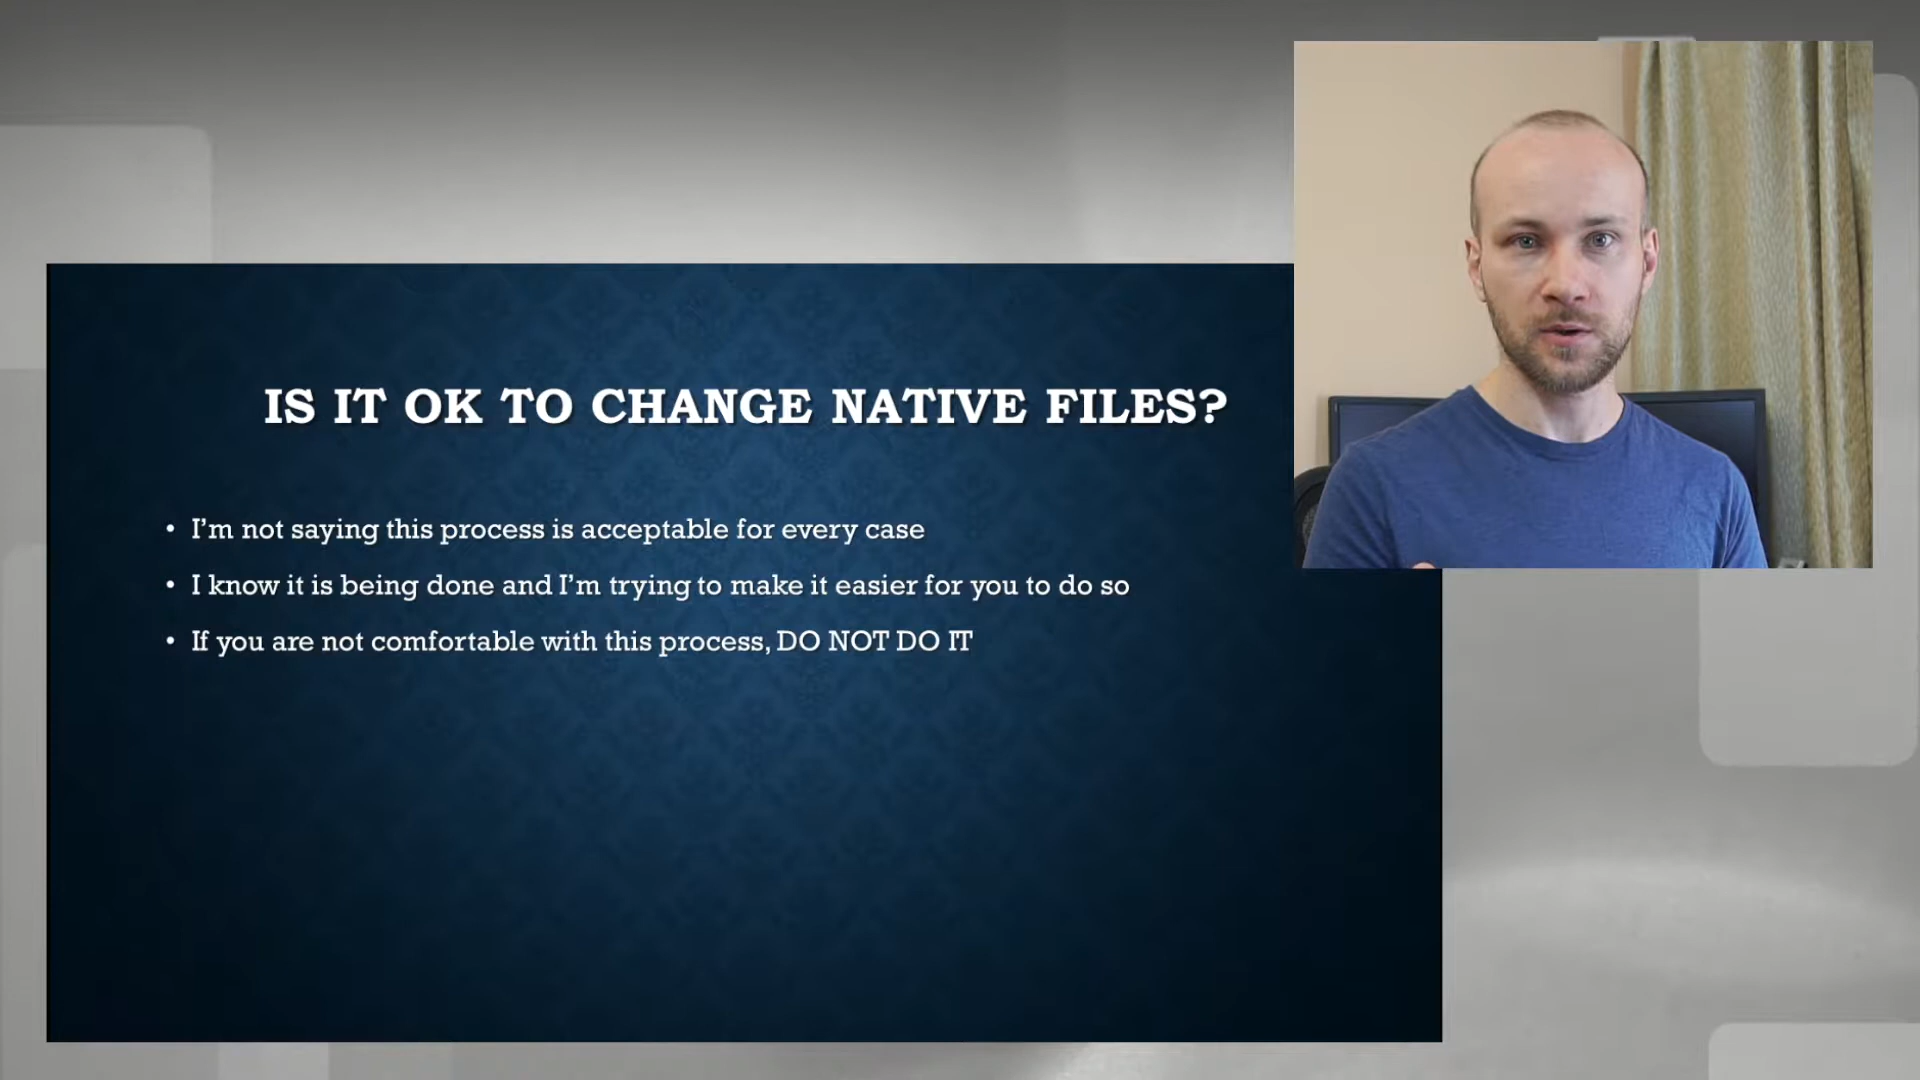 IS IT OK TO CHANGE NATIVE FILES?
• I’m not saying this process is acceptable for every case
• I know it is being done and I’m trying to make it easier for you to do so
• If you are not comfortable with this process, DO NOT DO IT